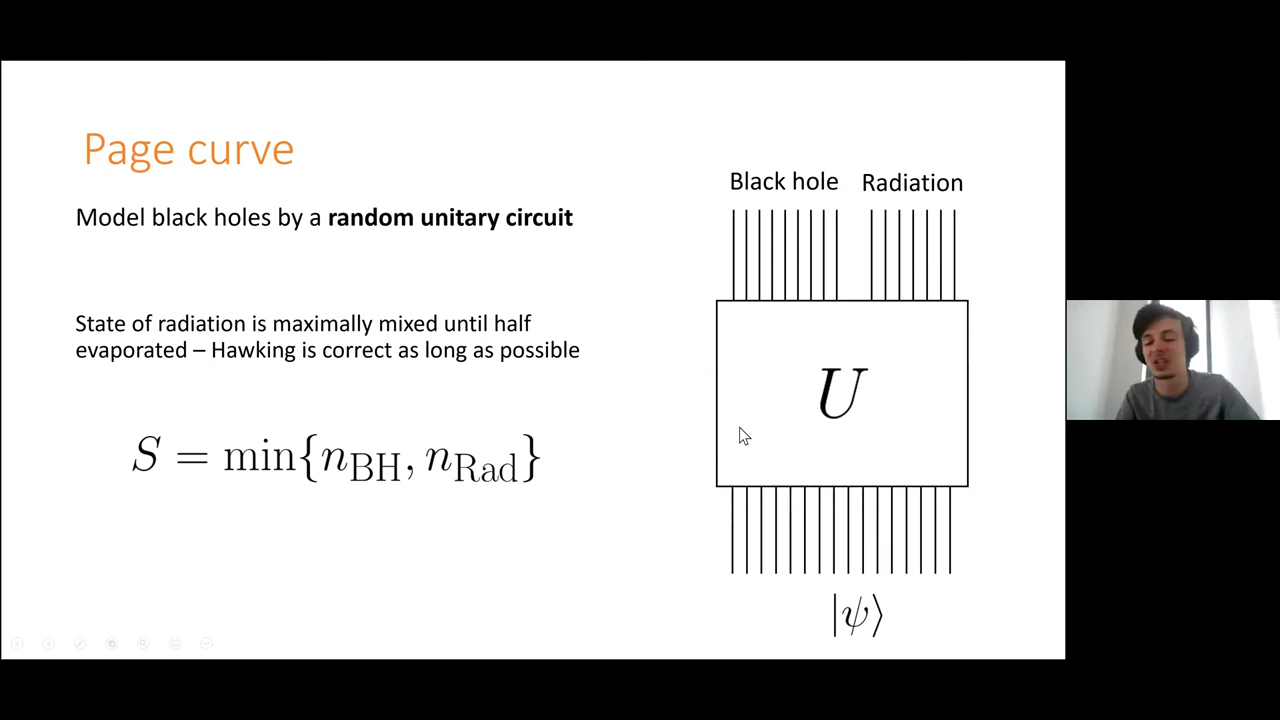 Page curve
Model black holes by a random unitary circuit
State of radiation is maximally mixed until half
evaporated – Hawking is correct as long as possible
S = min{n_BH, n_Rad}
Black hole Radiation
U
|ψ⟩